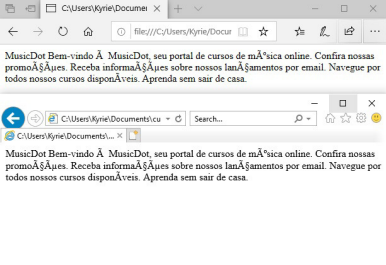 C:\Users\Kyrie\Documen
file:///C:/Users/Kyrie/Docur
MusicDot Bem-vindo Ã MusicDot, seu portal de cursos de mÃºsica online. Confira nossas
promoÃ§Ãµes. Receba informaÃ§Ãµes sobre nossos lanÃ§amentos por email. Navegue por
todos nossos cursos disponÃ­veis. Aprenda sem sair de casa.
C:\Users\Kyrie\Documents\cu
Search...
C:\Users\Kyrie\Documents\...
MusicDot Bem-vindo Ã MusicDot, seu portal de cursos de mÃºsica online. Confira nossas
promoÃ§Ãµes. Receba informaÃ§Ãµes sobre nossos lanÃ§amentos por email. Navegue por
todos nossos cursos disponÃ­veis. Aprenda sem sair de casa.